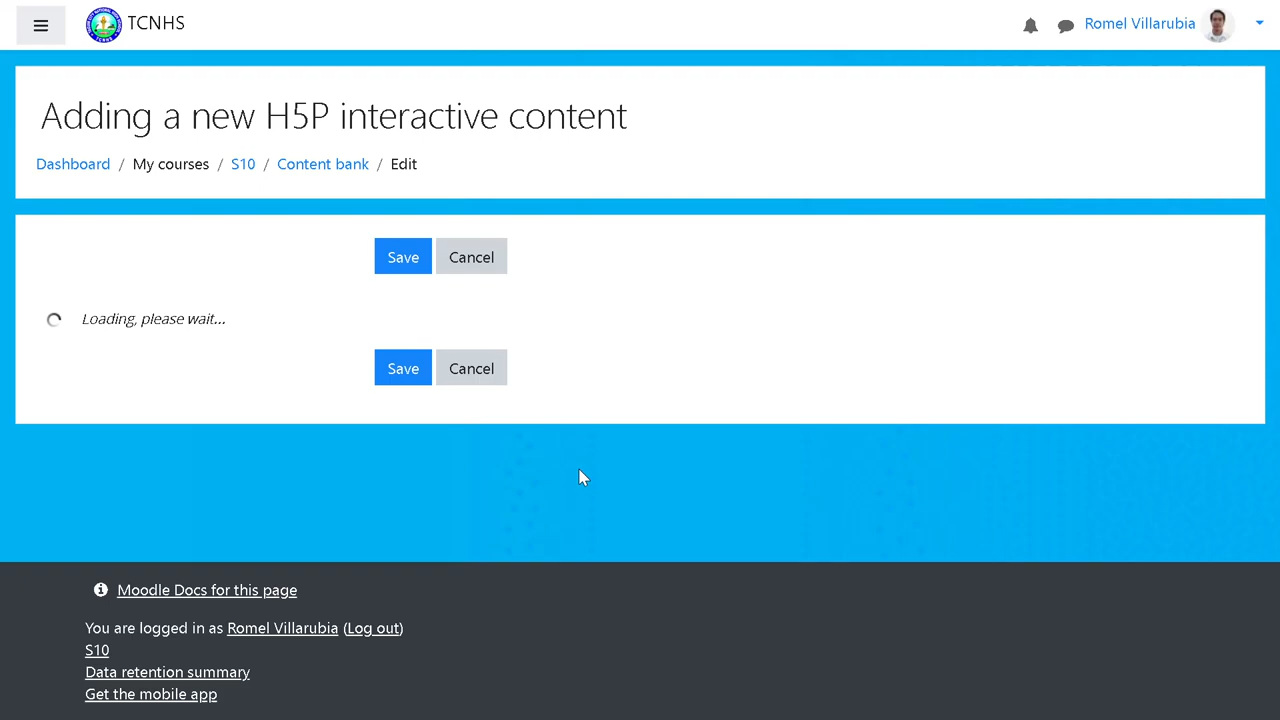 TCNHS
Romel Villarubia
Adding a new H5P interactive content
Dashboard / My courses / S10 / Content bank / Edit
Save Cancel
Loading, please wait...
Save Cancel
Moodle Docs for this page
You are logged in as Romel Villarubia (Log out)
S10
Data retention summary
Get the mobile app